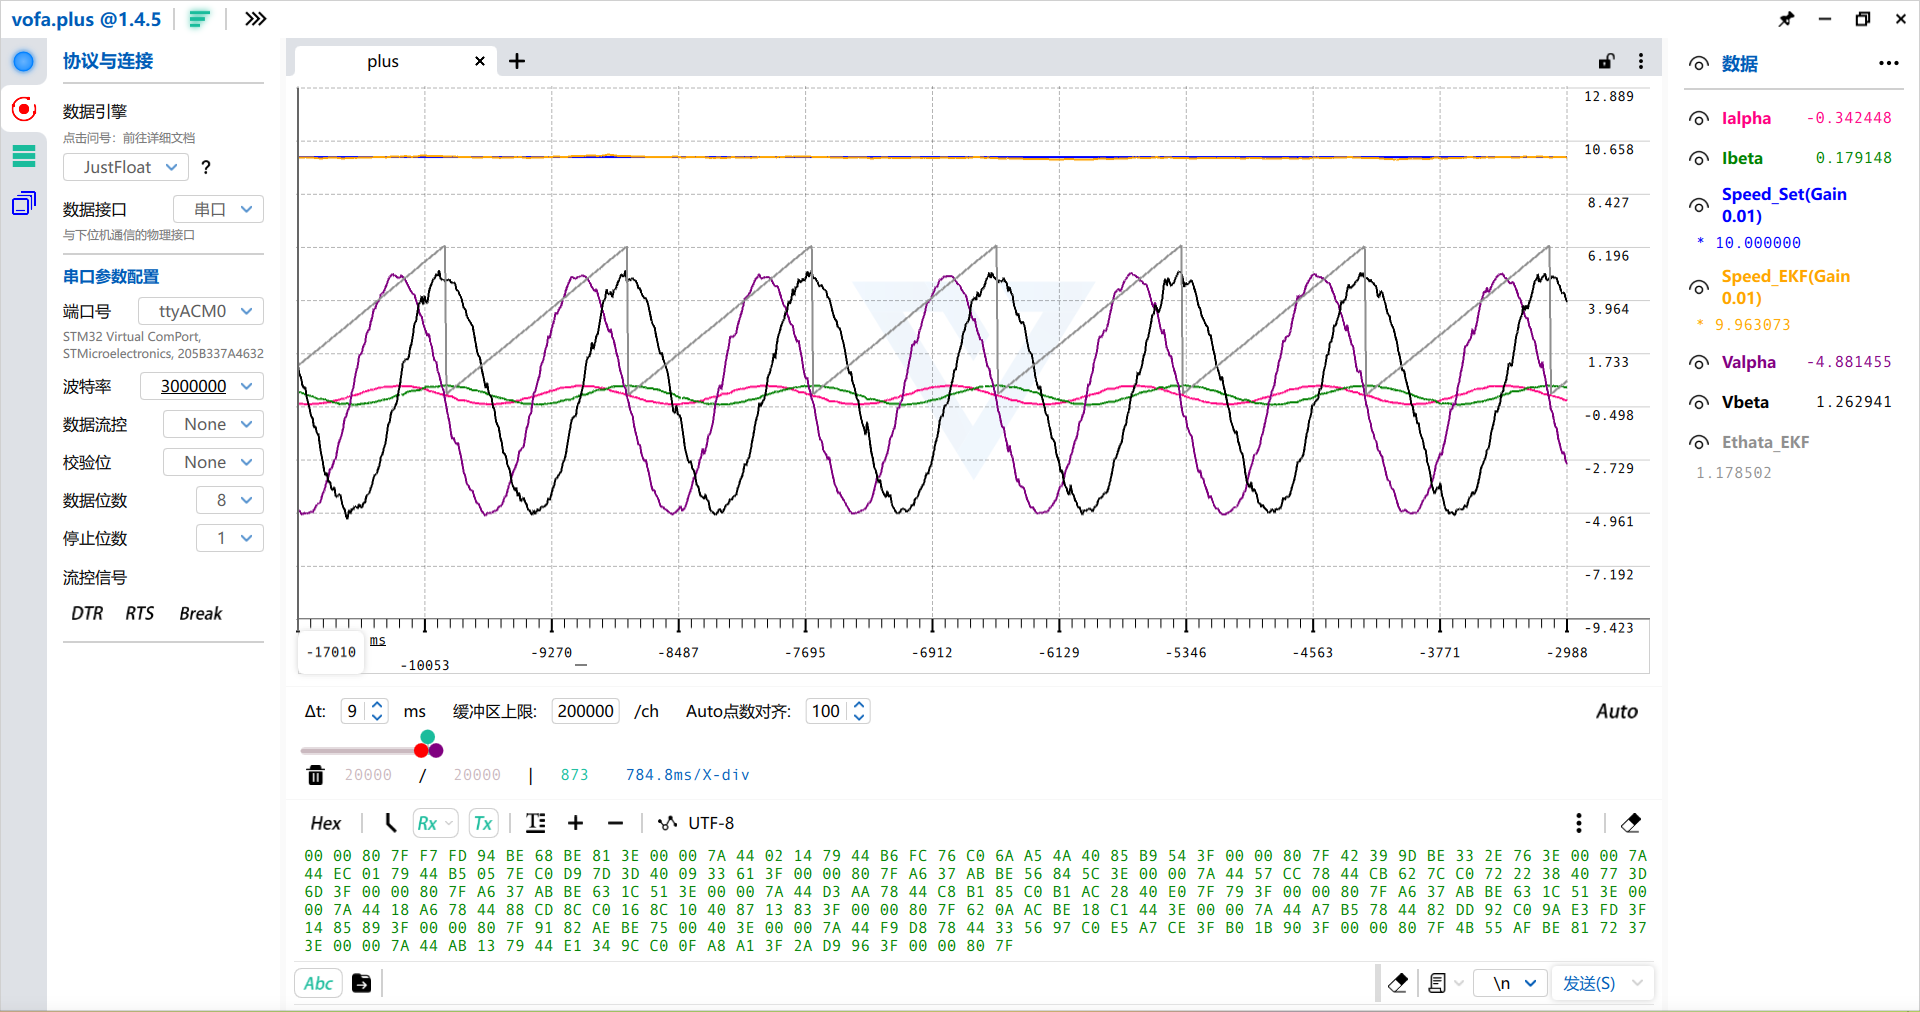 vofa.plus @1.4.5
协议与连接
数据引擎
点击问号：前往详细文档
JustFloat ?
数据接口 串口
与下位机通信的物理接口
串口参数配置
端口号 ttyACM0
STM32 Virtual ComPort,
STMicroelectronics, 205B337A4632
波特率 3000000
数据流控 None
校验位 None
数据位数 8
停止位数 1
流控信号
DTR RTS Break
plus
12.889
10.658
8.427
6.196
3.964
1.733
-0.498
-2.729
-4.961
-7.192
-9.423
ms
-17010 -10053 -9270 -8487 -7695 -6912 -6129 -5346 -4563 -3771 -2988
Δt: 9 ms 缓冲区上限: 200000 /ch Auto点数对齐: 100 Auto
20000 / 20000 | 873 784.8ms/X-div
Hex Rx Tx UTF-8
00 00 80 7F F7 FD 94 BE 68 BE 81 3E 00 00 7A 44 02 14 79 44 B6 FC 76 C0 6A A5 4A 40 85 B9 54 3F 00 00 80 7F 42 39 9D BE 33 2E 76 3E 00 00 7A
44 EC 01 79 44 B5 05 7E C0 D9 7D 3D 40 09 33 61 3F 00 00 80 7F A6 37 AB BE 56 84 5C 3E 00 00 7A 44 57 CC 78 44 CB 62 7C C0 72 22 38 40 77 3D
6D 3F 00 00 80 7F A6 37 AB BE 63 1C 51 3E 00 00 7A 44 D3 AA 78 44 C8 B1 85 C0 B1 AC 28 40 E0 7F 79 3F 00 00 80 7F A6 37 AB BE 63 1C 51 3E 00
00 7A 44 18 A6 78 44 88 CD 8C C0 16 8C 10 40 87 13 83 3F 00 00 80 7F 62 0A AC BE 18 C1 44 3E 00 00 7A 44 A7 B5 78 44 82 DD 92 C0 9A E3 FD 3F
14 85 89 3F 00 00 80 7F 91 82 AE BE 75 00 40 3E 00 00 7A 44 F9 D8 78 44 33 56 97 C0 E5 A7 CE 3F B0 1B 90 3F 00 00 80 7F 4B 55 AF BE 81 72 37
3E 00 00 7A 44 AB 13 79 44 E1 34 9C C0 0F A8 A1 3F 2A D9 96 3F 00 00 80 7F
Abc \n 发送(S)
数据
Ialpha -0.342448
Ibeta 0.179148
Speed_Set(Gain
0.01)
* 10.000000
Speed_EKF(Gain
0.01)
* 9.963073
Valpha -4.881455
Vbeta 1.262941
Ethata_EKF
1.178502